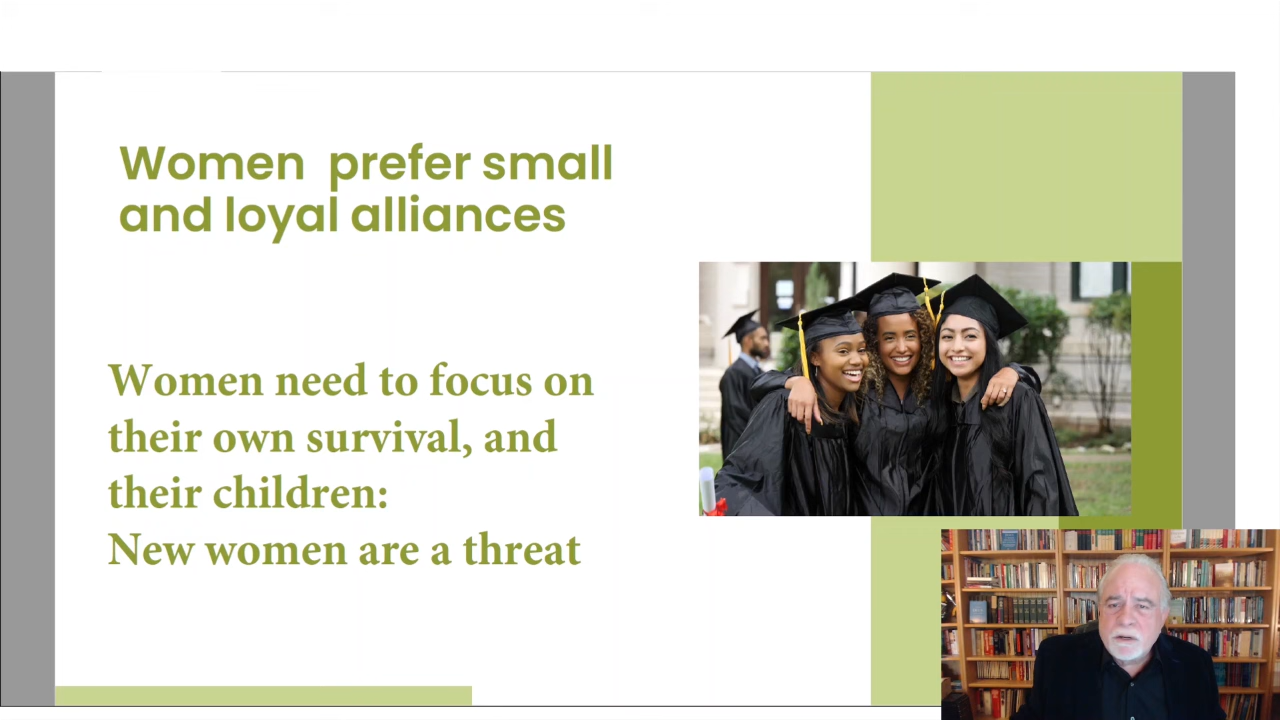 Women prefer small
and loyal alliances
Women need to focus on
their own survival, and
their children:
New women are a threat